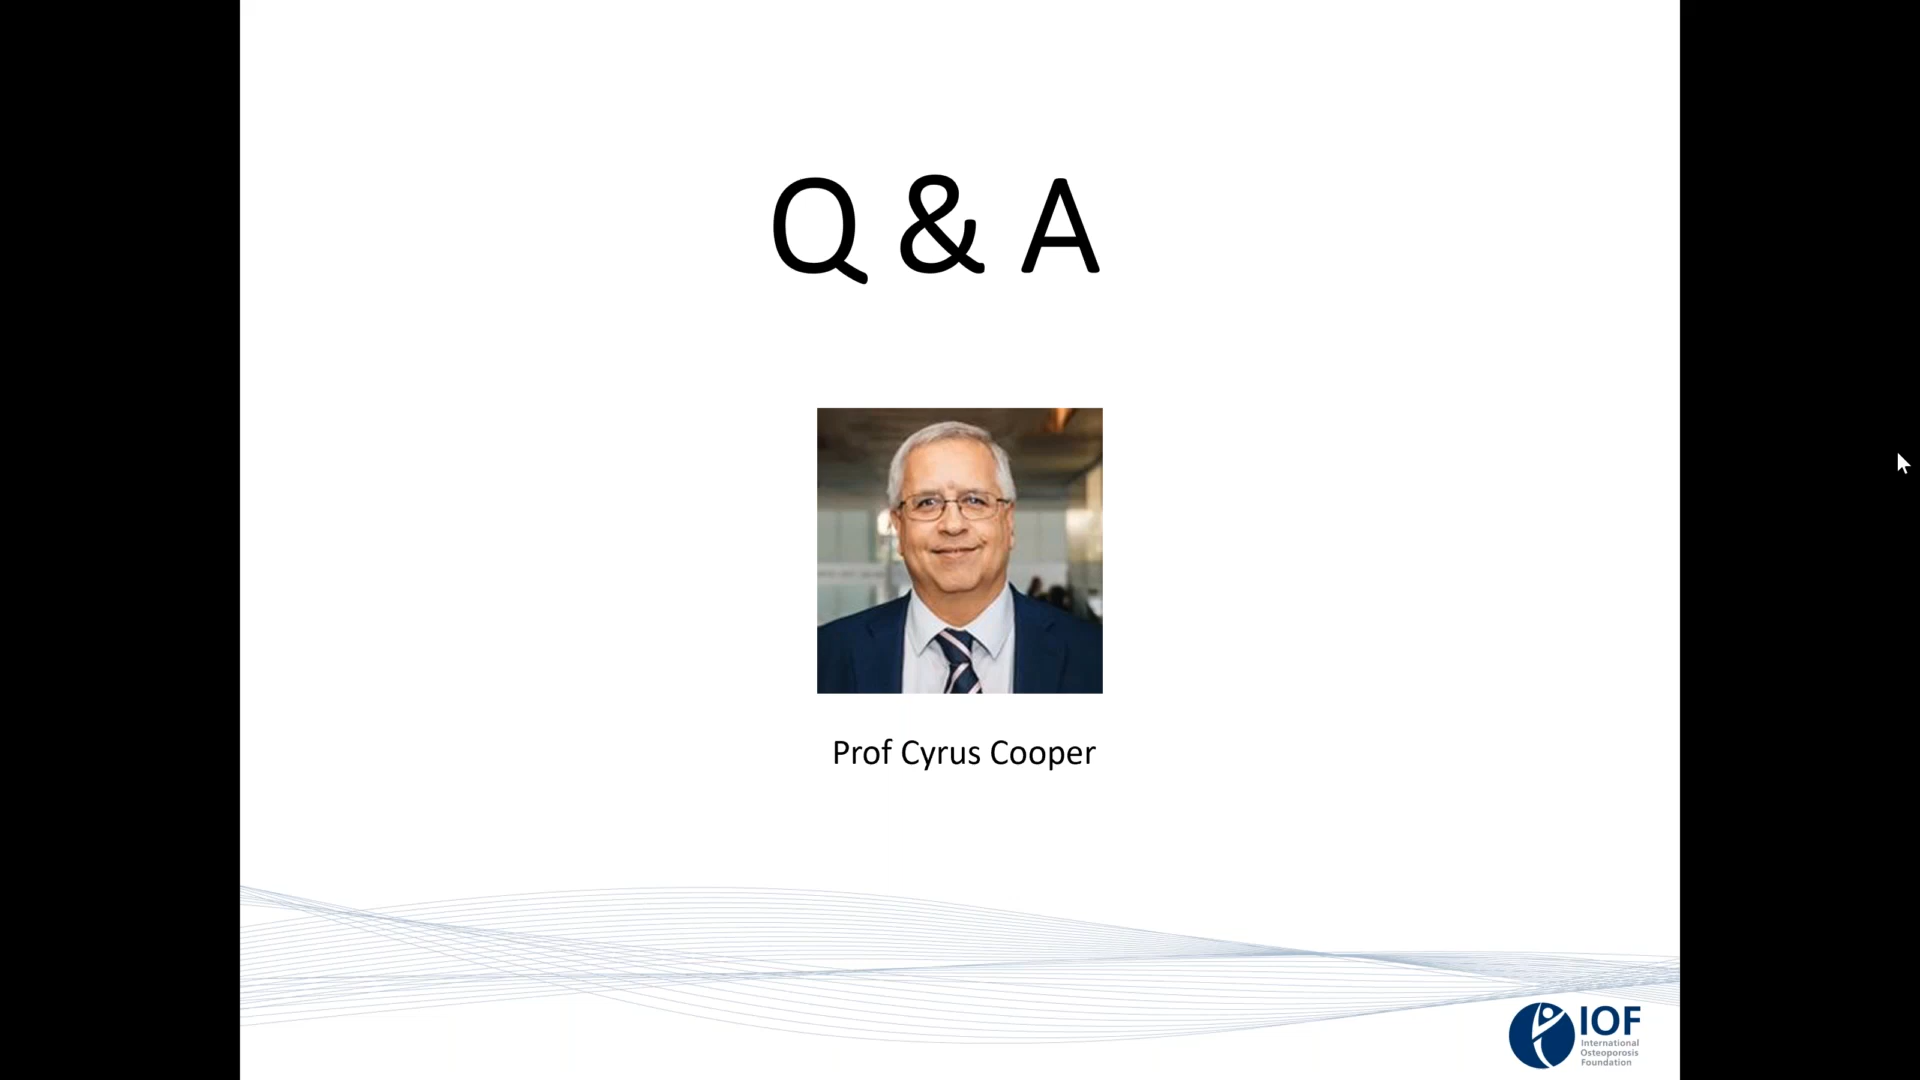 Q & A
Prof Cyrus Cooper
IOF
International
Osteoporosis
Foundation